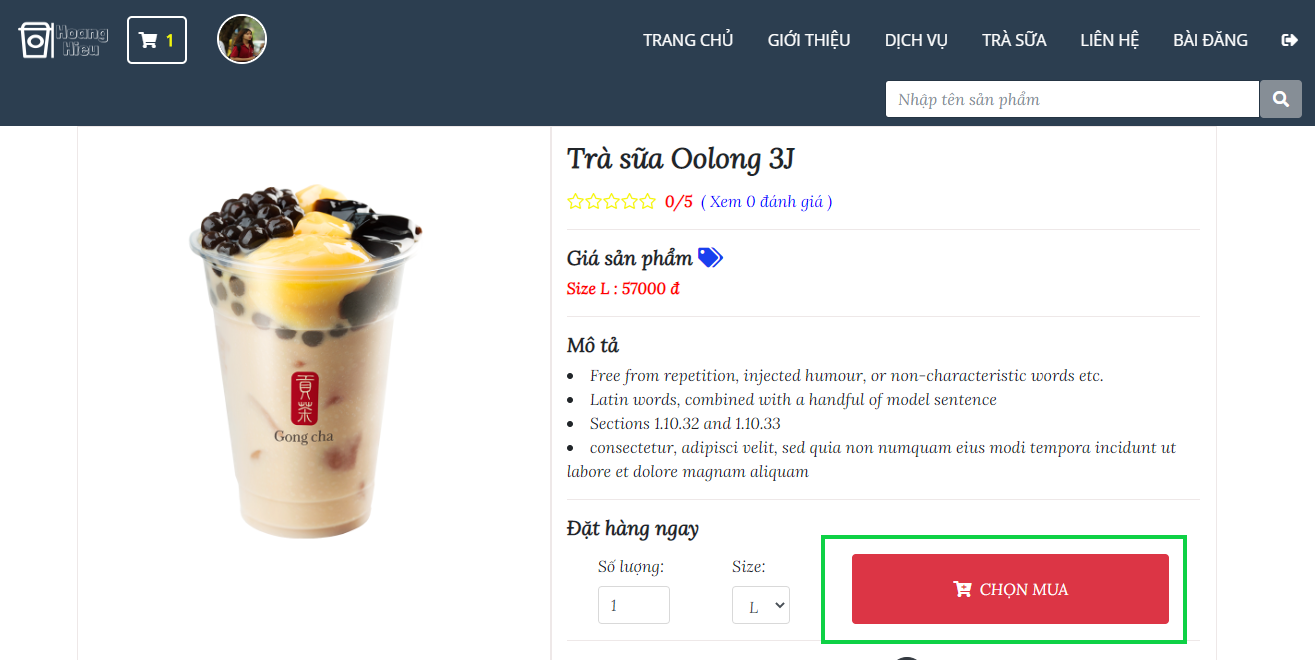 Hoang
Hieu
1
TRANG CHỦ
GIỚI THIỆU
DỊCH VỤ
TRÀ SỮA
LIÊN HỆ
BÀI ĐĂNG
Nhập tên sản phẩm
Trà sữa Oolong 3J
0/5 ( Xem 0 đánh giá )
Giá sản phẩm
Size L : 57000 đ
Mô tả
• Free from repetition, injected humour, or non-characteristic words etc.
• Latin words, combined with a handful of model sentence
• Sections 1.10.32 and 1.10.33
• consectetur, adipisci velit, sed quia non numquam eius modi tempora incidunt ut
labore et dolore magnam aliquam
貢茶
Gong cha
Đặt hàng ngay
Số lượng:
Size:
1
L
CHỌN MUA